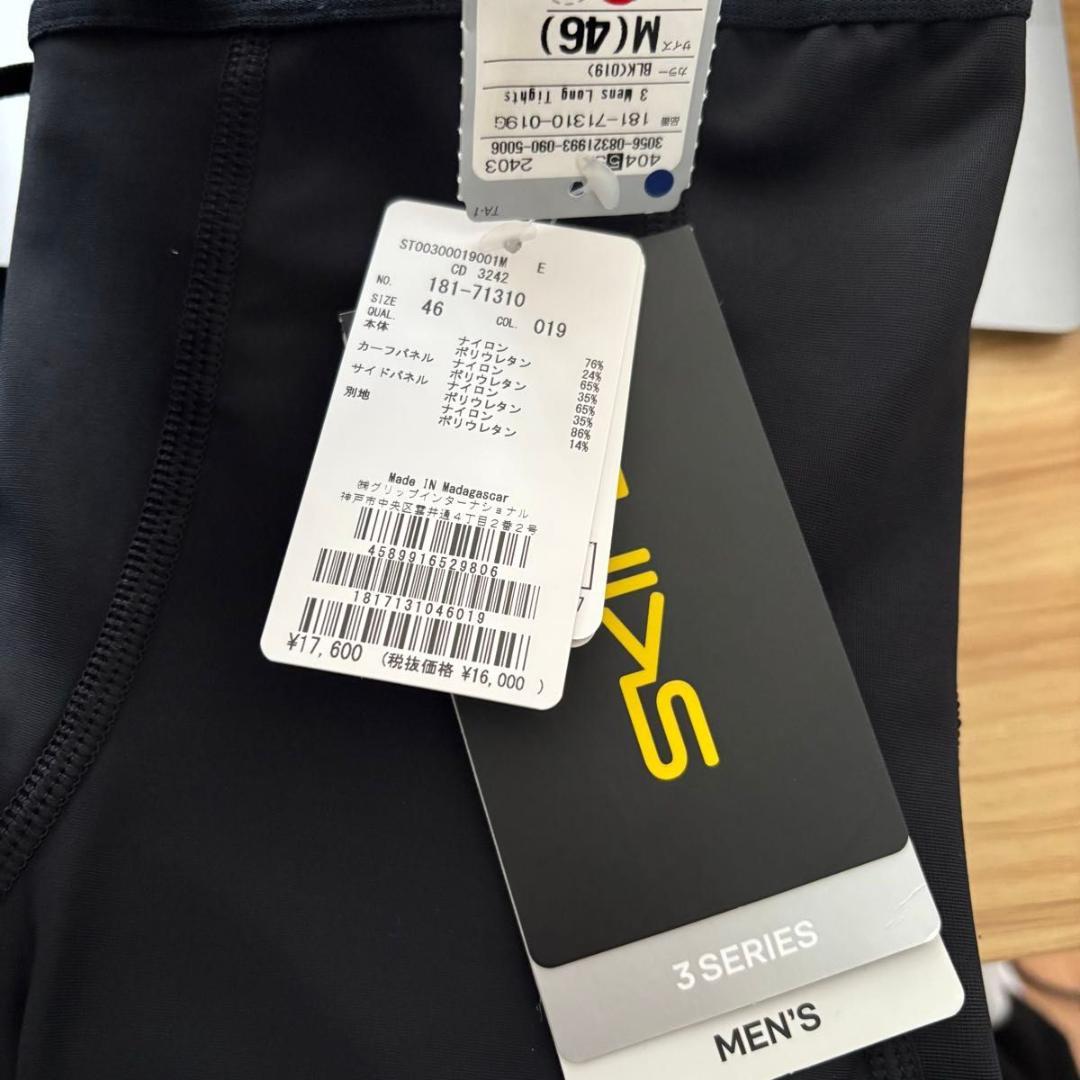 M(46)
サイズ
カラー BLK(019)
3 Mens Long Tights
品番 181-71310-019G
3056-08321993-090-5006
2403
TA-1
ST00300019001M E
CD 3242
NO. 181-71310
SIZE 46 COL. 019
QUAL.
本体 ナイロン 76%
ポリウレタン 24%
カーフパネル ナイロン 65%
ポリウレタン 35%
サイドパネル ナイロン 65%
ポリウレタン 35%
別地 ナイロン 86%
ポリウレタン 14%
Made IN Madagascar
㈱グリップインターナショナル
神戸市中央区雲井通4丁目2番2号
4589916529806
1817131046019
¥17,600 (税抜価格 ¥16,000 )
3 SERIES
MEN'S